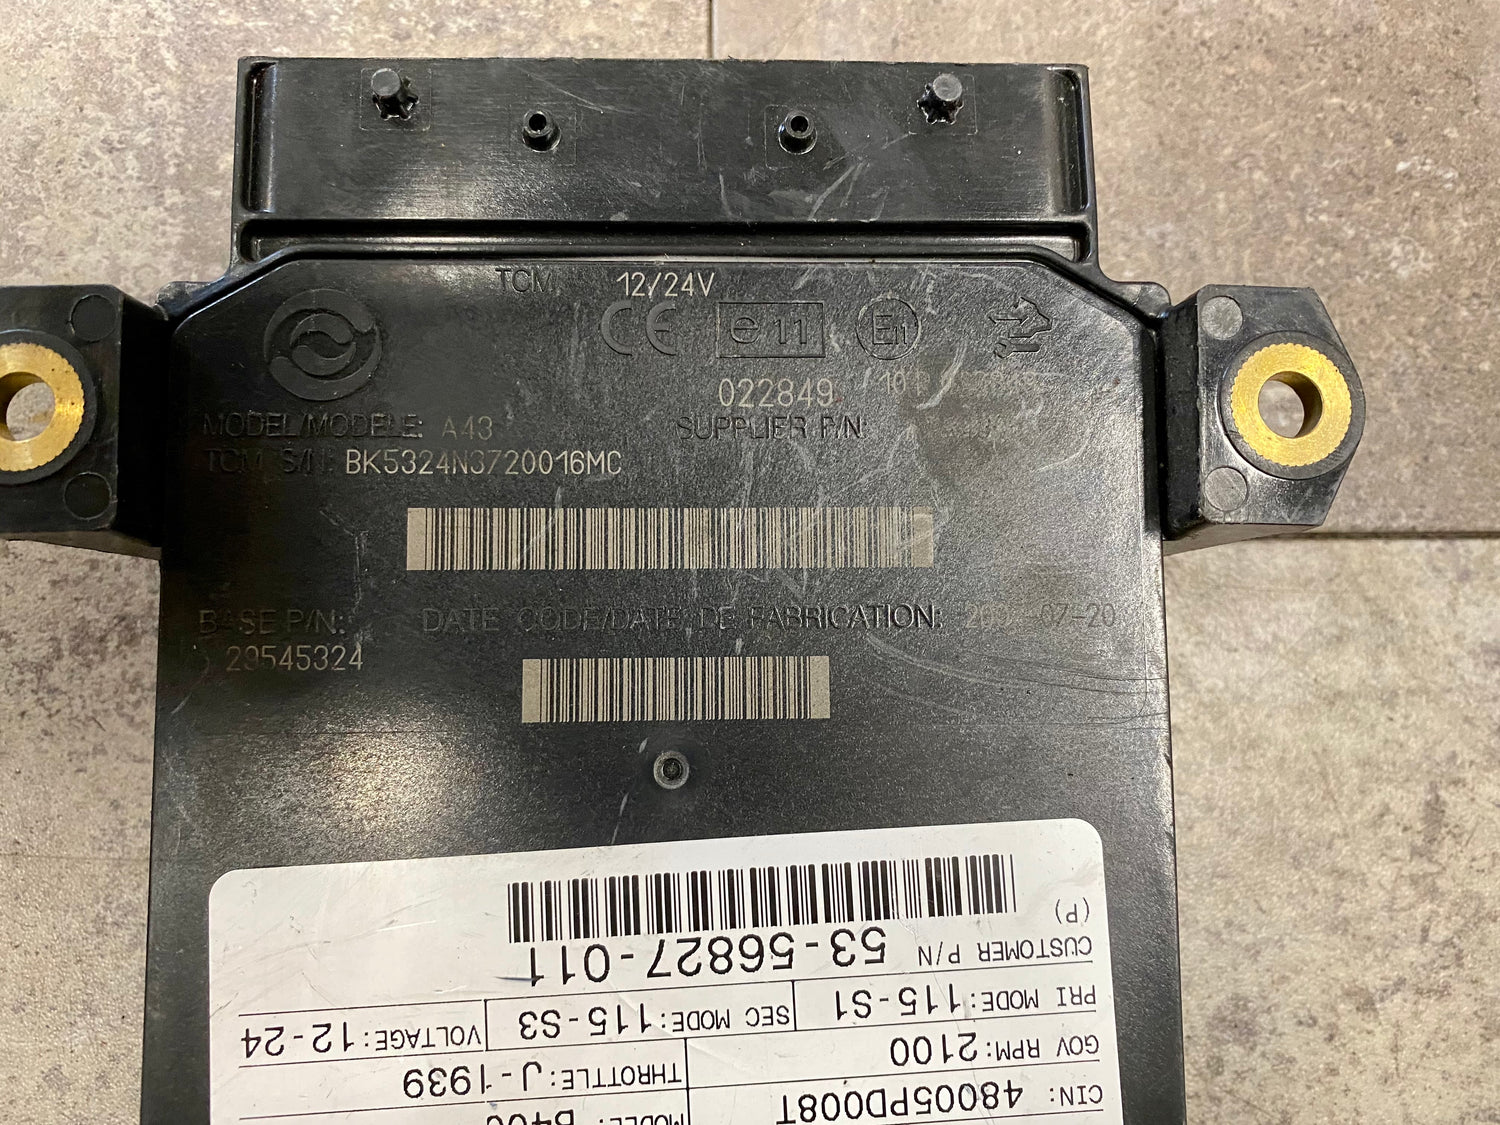 TCM 12/24V
CE e 11 E11
022849
MODEL/MODELE: A43 SUPPLIER P/N:
TCM S/N: BK5324N3720016MC
BASE P/N: DATE CODE/DATE DE FABRICATION:
29545324
(P)
CUSTOMER P/N 53-56827-011
PRI MODE: 115-S1 SEC MODE: 115-S3 VOLTAGE: 12-24
GOV RPM: 2100 THROTTLE: J-1939
CIN: 48005PD008T MODEL: